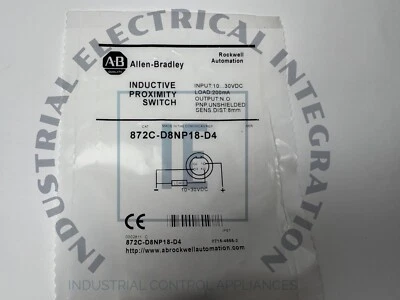 AB
Allen-Bradley
Rockwell
Automation
INDUCTIVE
PROXIMITY
SWITCH
INPUT:10...30VDC
LOAD:200mA
OUTPUT:N.O
PNP,UNSHIELDED
SENS.DIST:8mm
CAT
872C-D8NP18-D4
10-30VDC
CE
872C-D8NP18-D4
http://www.abrockwellautomation.com
INDUSTRIAL ELECTRICAL INTEGRATION
INDUSTRIAL CONTROL APPLIANCES